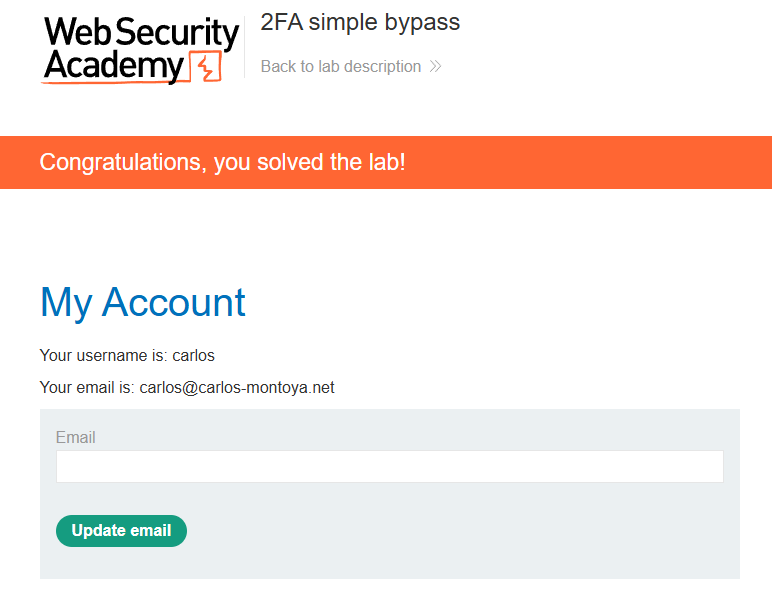 Web Security
Academy
2FA simple bypass
Back to lab description
Congratulations, you solved the lab!
My Account
Your username is: carlos
Your email is: carlos@carlos-montoya.net
Email
Update email